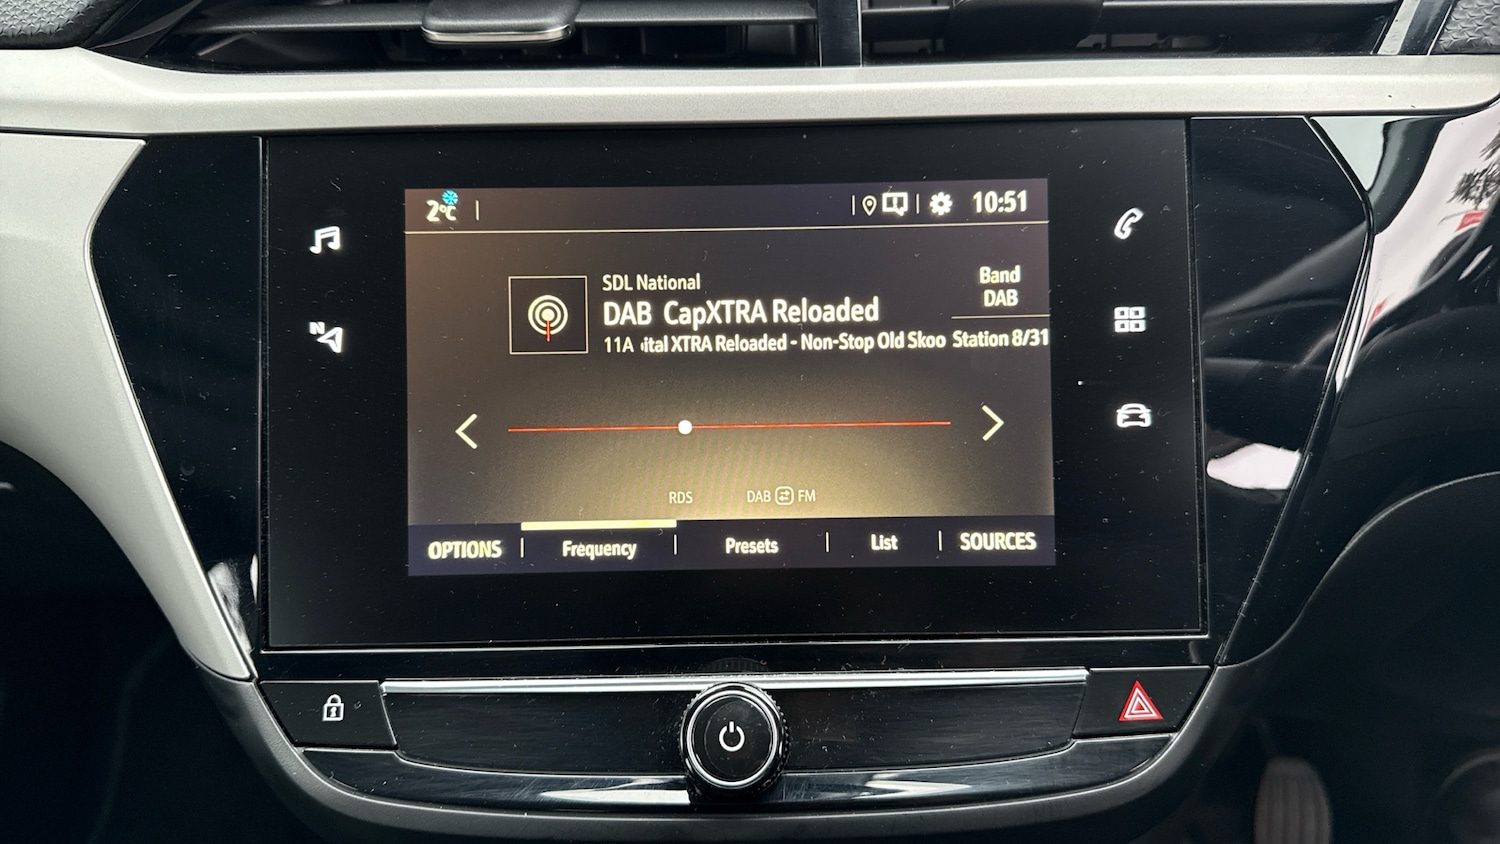 2°C
10:51
SDL National
DAB CapXTRA Reloaded
11A ital XTRA Reloaded - Non-Stop Old Skoo
Band
DAB
Station 8/31
N
RDS
DAB FM
OPTIONS
Frequency
Presets
List
SOURCES